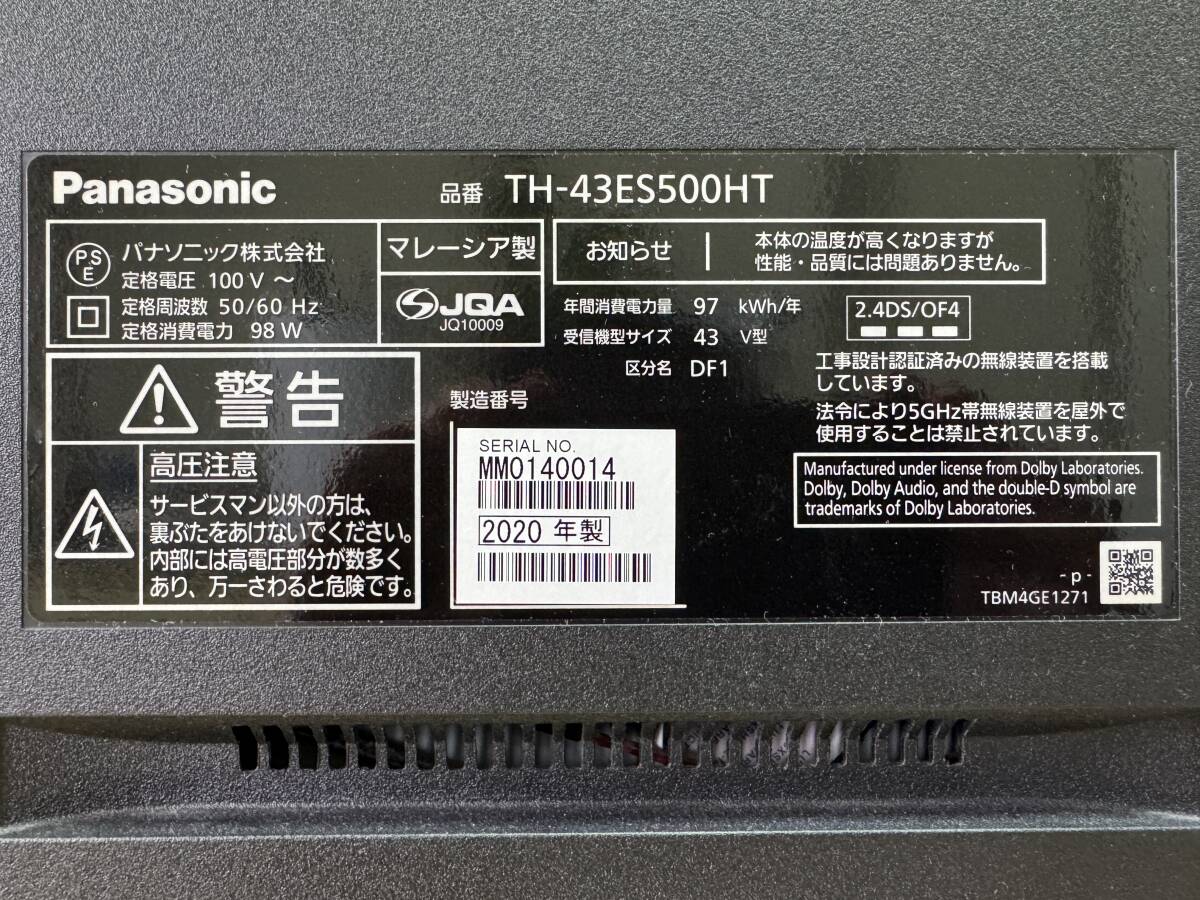 Panasonic
品番 TH-43ES500HT
PS
E
パナソニック株式会社
定格電圧 100 V ～
定格周波数 50/60 Hz
定格消費電力 98 W
マレーシア製
JQA
JQ10009
お知らせ
本体の温度が高くなりますが
性能・品質には問題ありません。
年間消費電力量 97 kWh/年
受信機型サイズ 43 V型
区分名 DF1
2.4DS/OF4
工事設計認証済みの無線装置を搭載
しています。
法令により5GHz帯無線装置を屋外で
使用することは禁止されています。
警告
高圧注意
サービスマン以外の方は、
裏ぶたをあけないでください。
内部には高電圧部分が数多く
あり、万一さわると危険です。
製造番号
SERIAL NO.
MM0140014
2020 年製
Manufactured under license from Dolby Laboratories.
Dolby, Dolby Audio, and the double-D symbol are
trademarks of Dolby Laboratories.
- p -
TBM4GE1271